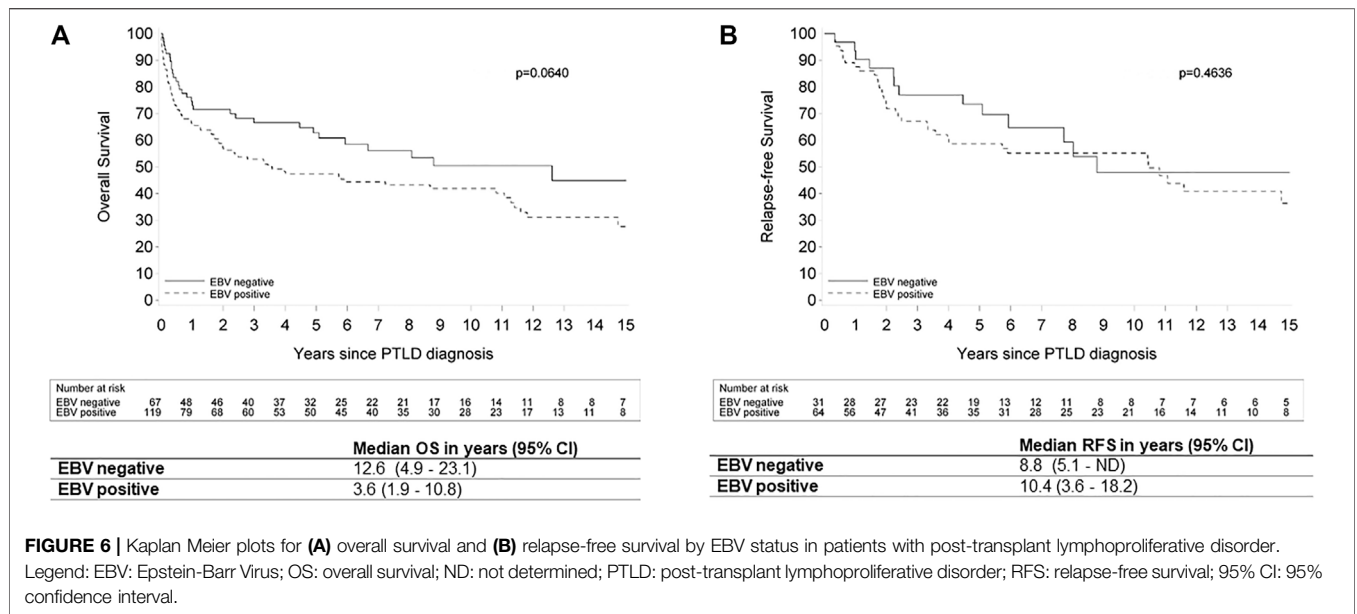 A
100
90
80
70
60
50
40
30
20
10
0
Overall Survival
p=0.0640
EBV negative
EBV positive
0 1 2 3 4 5 6 7 8 9 10 11 12 13 14 15
Years since PTLD diagnosis
Number at risk
EBV negative 67 48 46 40 37 32 25 22 21 17 16 14 11 8 8 7
EBV positive 119 79 68 60 53 50 45 40 35 30 28 23 17 13 11 8
Median OS in years (95% CI)
EBV negative 12.6 (4.9 - 23.1)
EBV positive 3.6 (1.9 - 10.8)
B
100
90
80
70
60
50
40
30
20
10
0
Relapse-free Survival
p=0.4636
EBV negative
EBV positive
0 1 2 3 4 5 6 7 8 9 10 11 12 13 14 15
Years since PTLD diagnosis
Number at risk
EBV negative 31 28 27 23 22 19 13 12 11 8 8 7 7 6 6 5
EBV positive 64 56 47 41 36 35 31 28 25 23 21 16 14 11 10 8
Median RFS in years (95% CI)
EBV negative 8.8 (5.1 - ND)
EBV positive 10.4 (3.6 - 18.2)
FIGURE 6 | Kaplan Meier plots for (A) overall survival and (B) relapse-free survival by EBV status in patients with post-transplant lymphoproliferative disorder.
Legend: EBV: Epstein-Barr Virus; OS: overall survival; ND: not determined; PTLD: post-transplant lymphoproliferative disorder; RFS: relapse-free survival; 95% CI: 95%
confidence interval.